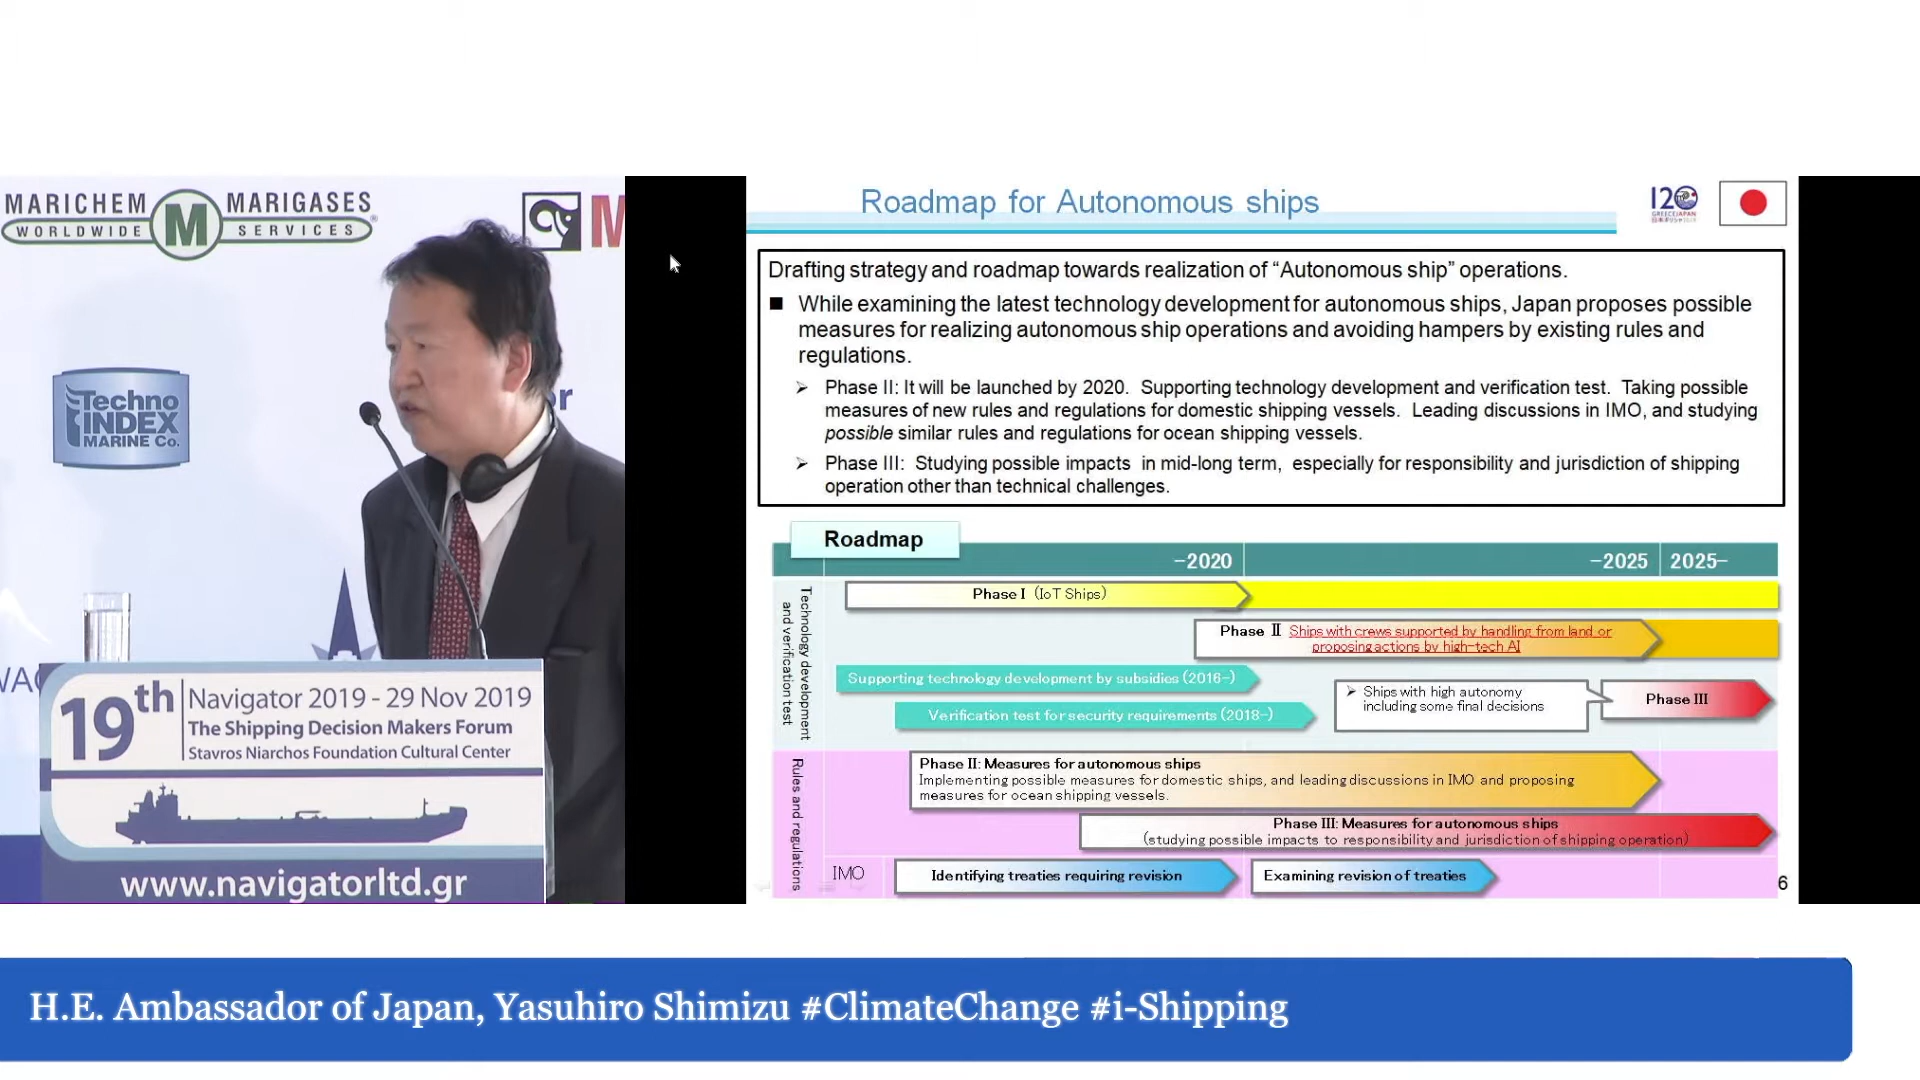 MARICHEM
WORLDWIDE
M
MARIGASES
SERVICES
M
Techno
INDEX
MARINE Co.
19th
Navigator 2019 - 29 Nov 2019
The Shipping Decision Makers Forum
Stavros Niarchos Foundation Cultural Center
www.navigatorltd.gr
Roadmap for Autonomous ships
120
Drafting strategy and roadmap towards realization of “Autonomous ship” operations.
While examining the latest technology development for autonomous ships, Japan proposes possible
measures for realizing autonomous ship operations and avoiding hampers by existing rules and
regulations.
Phase II: It will be launched by 2020. Supporting technology development and verification test. Taking possible
measures of new rules and regulations for domestic shipping vessels. Leading discussions in IMO, and studying
possible similar rules and regulations for ocean shipping vessels.
Phase III: Studying possible impacts in mid-long term, especially for responsibility and jurisdiction of shipping
operation other than technical challenges.
Roadmap
-2020
-2025
2025-
Technology development
and verification test
Phase I (IoT Ships)
Phase Ⅱ Ships with crews supported by handling from land or
proposing actions by high-tech AI
Supporting technology development by subsidies (2016-)
Verification test for security requirements (2018-)
Ships with high autonomy
including some final decisions
Phase III
Rules and regulations
Phase II: Measures for autonomous ships
Implementing possible measures for domestic ships, and leading discussions in IMO and proposing
measures for ocean shipping vessels.
Phase III: Measures for autonomous ships
(studying possible impacts to responsibility and jurisdiction of shipping operation)
IMO
Identifying treaties requiring revision
Examining revision of treaties
6
H.E. Ambassador of Japan, Yasuhiro Shimizu #ClimateChange #i-Shipping